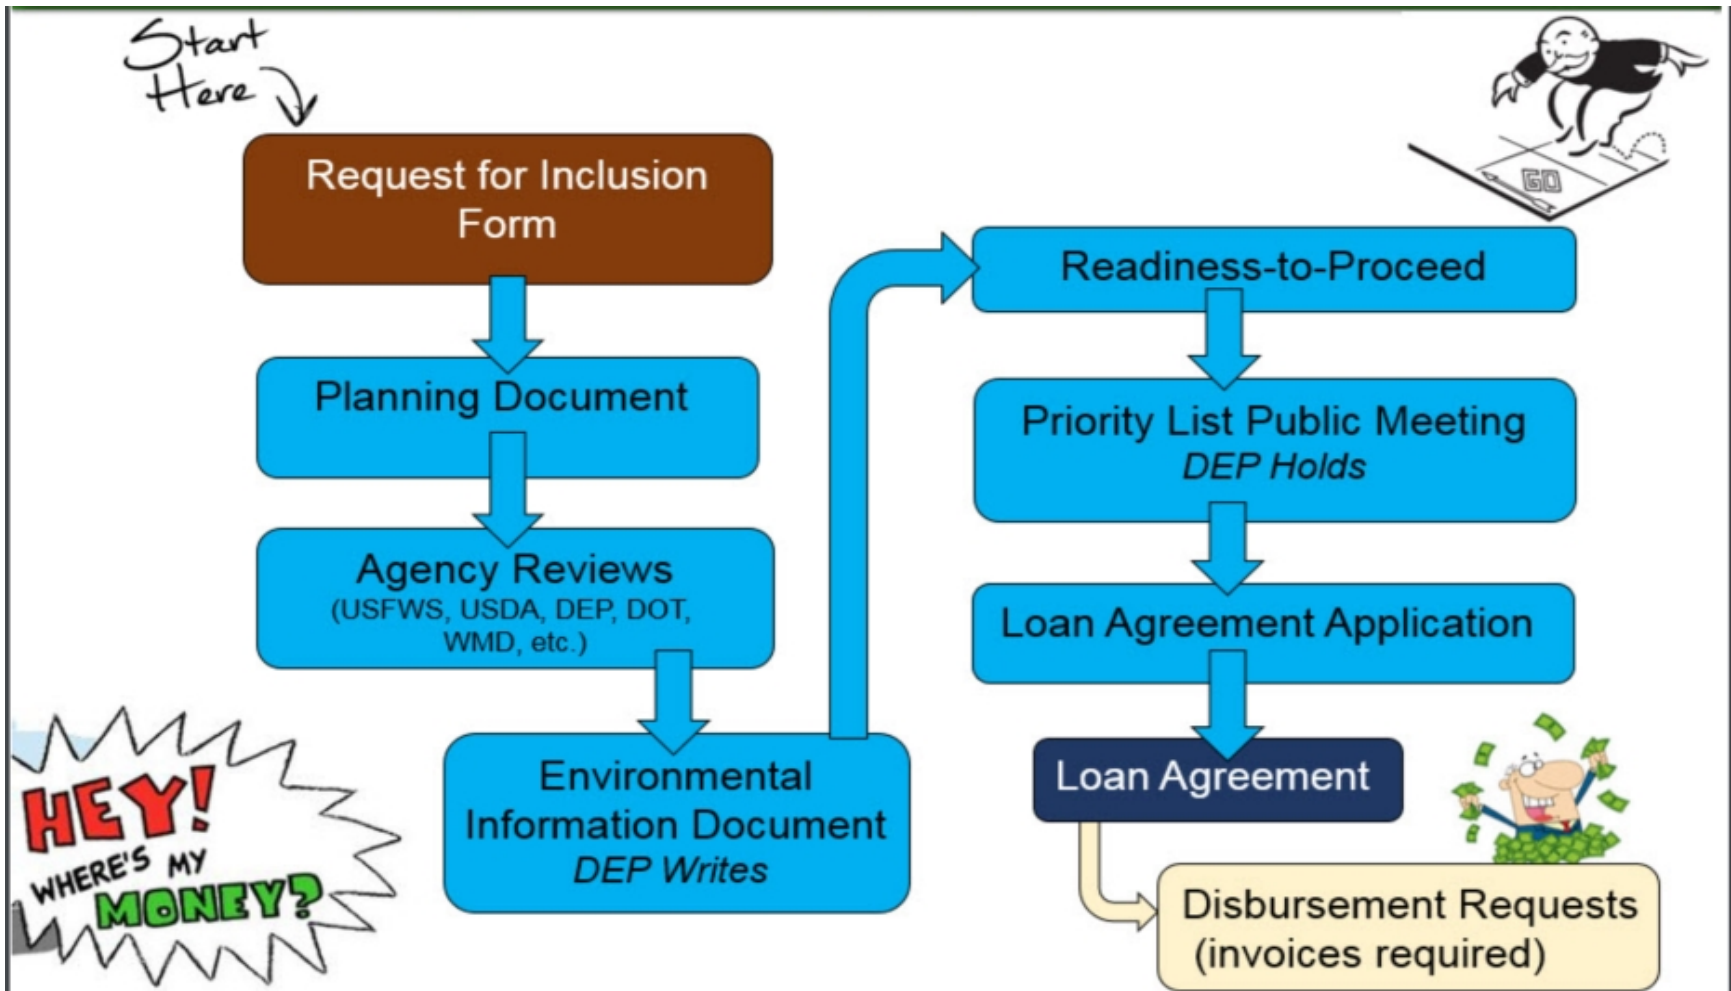 Start
Here
Request for Inclusion
Form
Planning Document
Agency Reviews
(USFWS, USDA, DEP, DOT,
WMD, etc.)
Environmental
Information Document
DEP Writes
HEY!
WHERE'S MY
MONEY?
GO
Readiness-to-Proceed
Priority List Public Meeting
DEP Holds
Loan Agreement Application
Loan Agreement
Disbursement Requests
(invoices required)